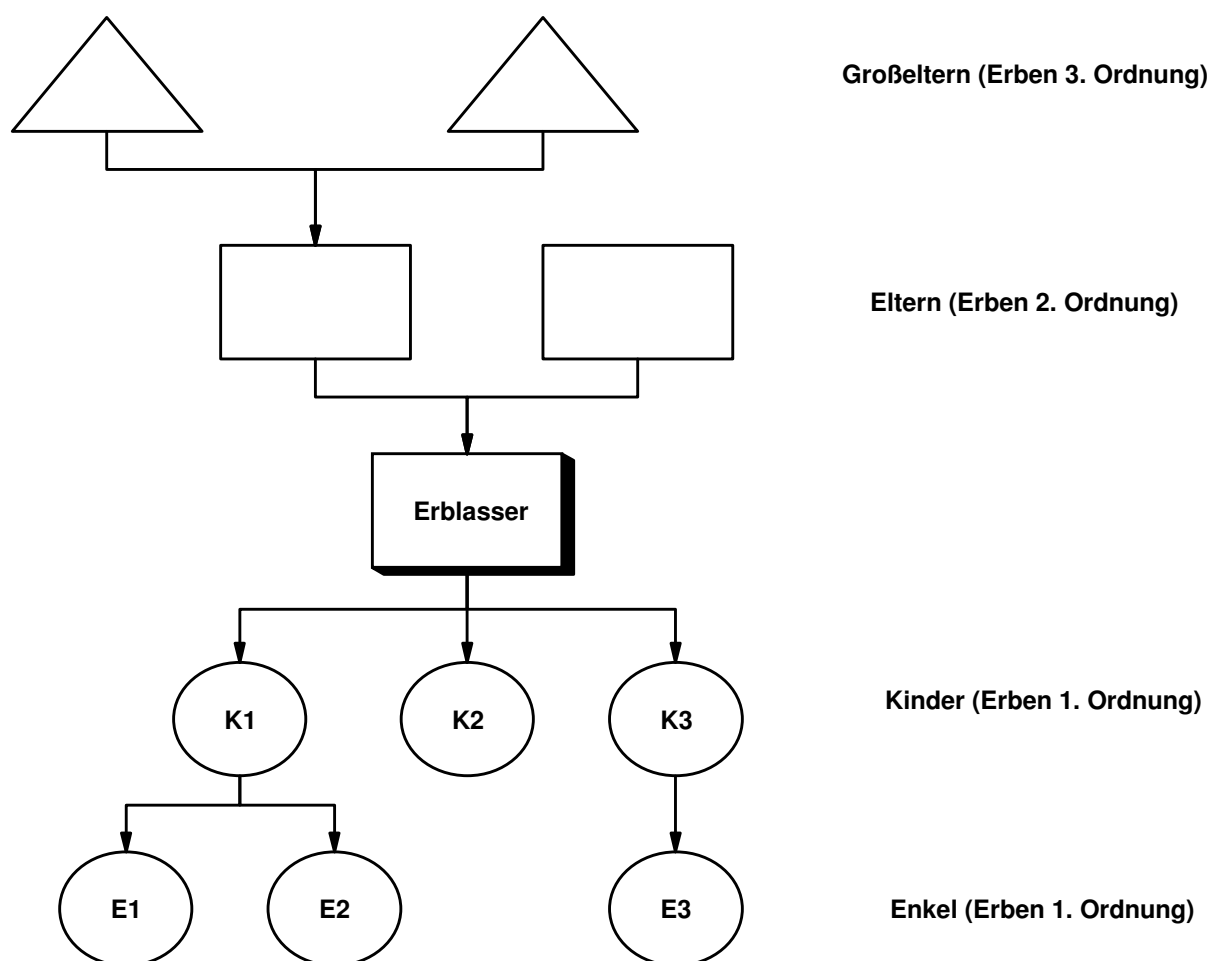 Großeltern (Erben 3. Ordnung)
Eltern (Erben 2. Ordnung)
Erblasser
K1
K2
K3
Kinder (Erben 1. Ordnung)
E1
E2
E3
Enkel (Erben 1. Ordnung)